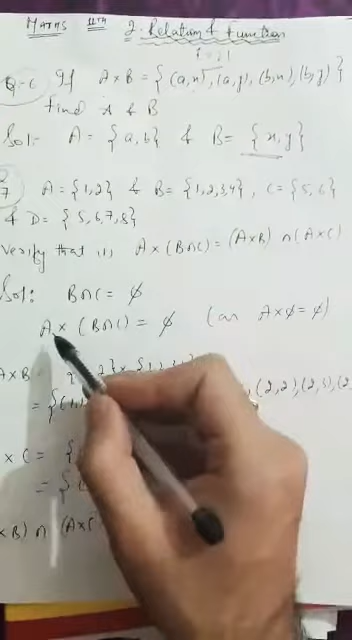 MATHS 11TH 2. Relation & Function
Q-6 If A×B = {(a,x), (a,y), (b,x), (b,y)}
find A & B
Sol: A = {a,b} & B = {x,y}
A = {1,2} & B = {1,2,3,4}, C = {5,6}
& D = {5,6,7,8}
verify that (i) A×(B∩C) = (A×B) ∩ (A×C)
Sol: B∩C = ϕ
A× (B∩C) = ϕ (as A×ϕ = ϕ)
A×B =
= {(1, (2,2), (2,3), (2,
× C = {
= {(
×B) ∩ (A×C)